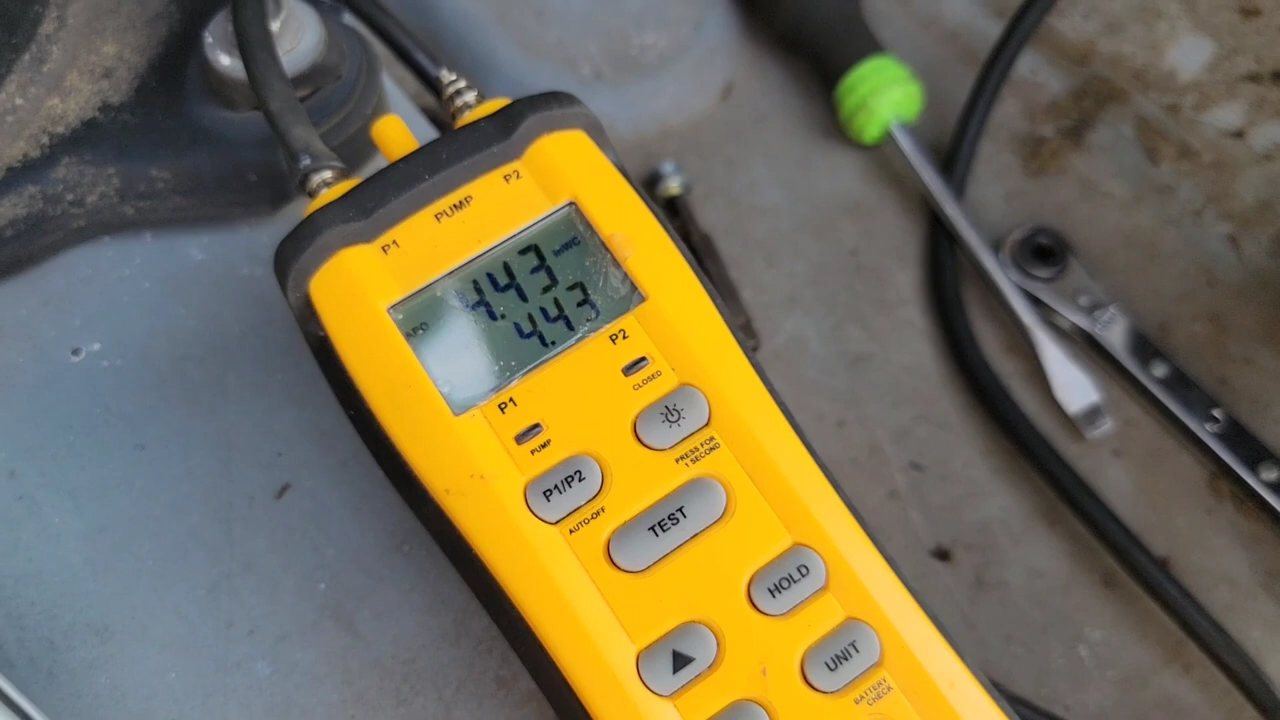 P2
PUMP
P1
4.43 inWC
4.43
APO
P2
CLOSED
P1
PUMP
PRESS FOR
1 SECOND
P1/P2
AUTO-OFF
TEST
HOLD
UNIT
BATTERY
CHECK